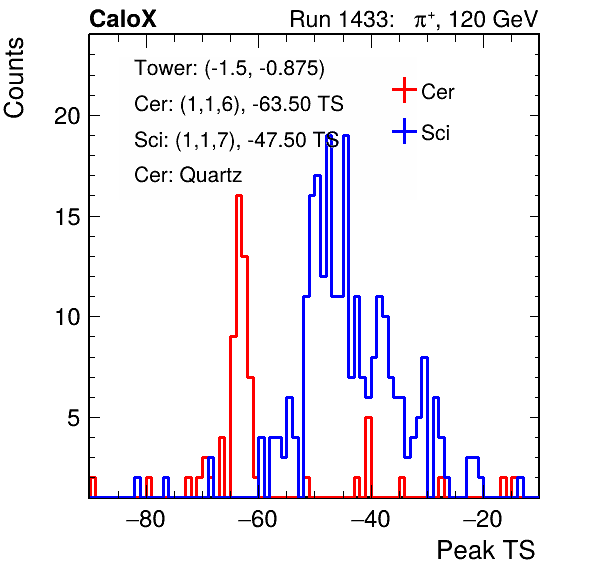 CaloX Run 1433: π⁺, 120 GeV
Counts
Tower: (-1.5, -0.875)
Cer: (1,1,6), -63.50 TS
Sci: (1,1,7), -47.50 TS
Cer: Quartz
Cer
Sci
20
15
10
5
−80 −60 −40 −20
Peak TS